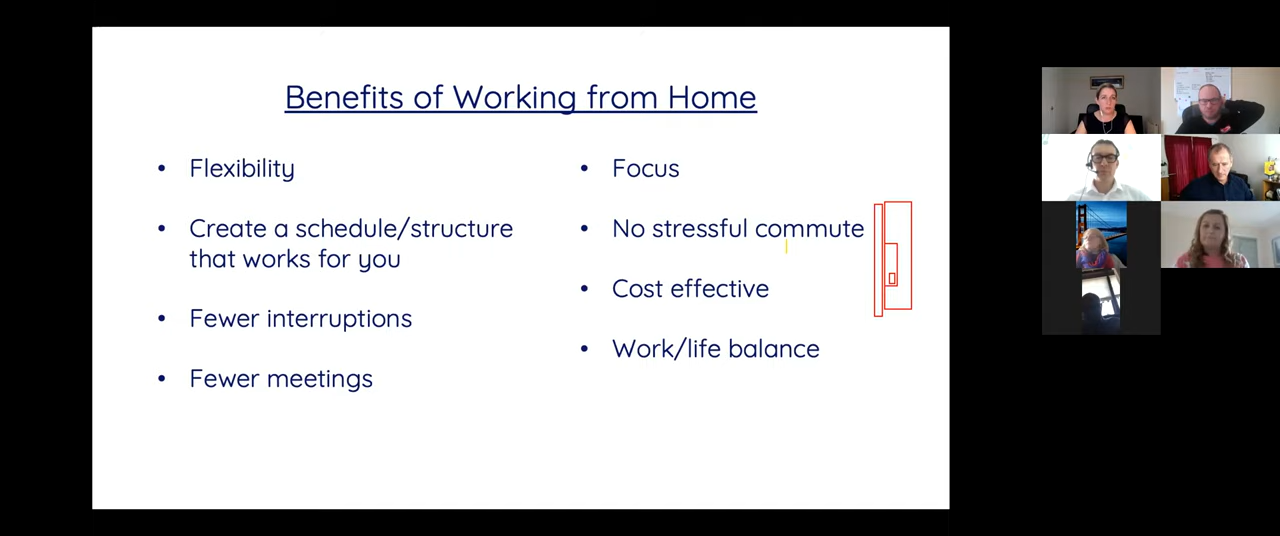 Benefits of Working from Home
• Flexibility
• Create a schedule/structure
that works for you
• Fewer interruptions
• Fewer meetings
• Focus
• No stressful commute
• Cost effective
• Work/life balance